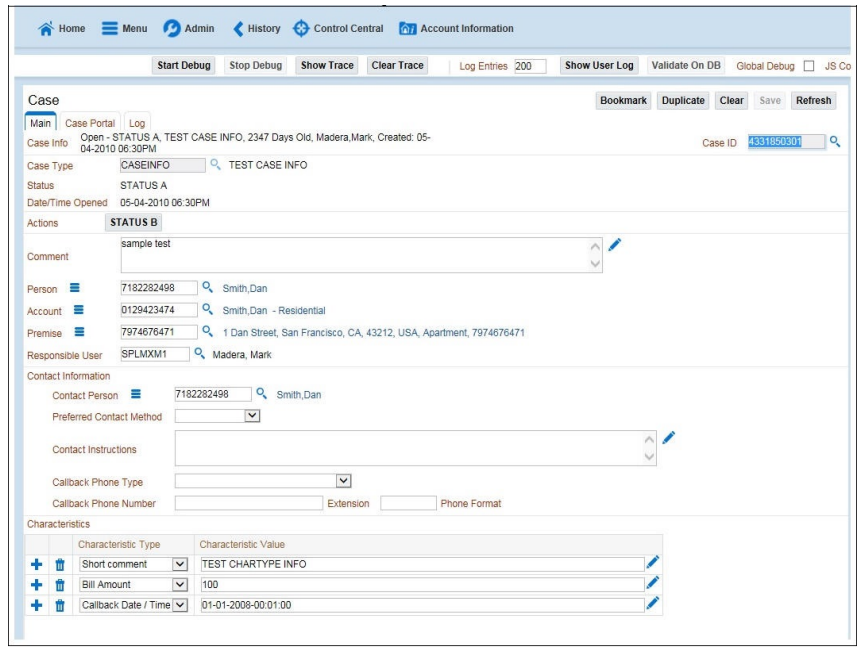 Home Menu Admin History Control Central Account Information
Start Debug Stop Debug Show Trace Clear Trace Log Entries 200 Show User Log Validate On DB Global Debug JS Co
Case Bookmark Duplicate Clear Save Refresh
Main Case Portal Log
Case Info Open - STATUS A, TEST CASE INFO, 2347 Days Old, Madera,Mark, Created: 05-
04-2010 06:30PM Case ID 4331850301
Case Type CASEINFO TEST CASE INFO
Status STATUS A
Date/Time Opened 05-04-2010 06:30PM
Actions STATUS B
sample test
Comment
Person 7182282498 Smith,Dan
Account 0129423474 Smith,Dan - Residential
Premise 7974676471 1 Dan Street, San Francisco, CA, 43212, USA, Apartment, 7974676471
Responsible User SPLMXM1 Madera, Mark
Contact Information
Contact Person 7182282498 Smith,Dan
Preferred Contact Method
Contact Instructions
Callback Phone Type
Callback Phone Number Extension Phone Format
Characteristics
Characteristic Type Characteristic Value
Short comment TEST CHARTYPE INFO
Bill Amount 100
Callback Date / Time 01-01-2008-00:01:00